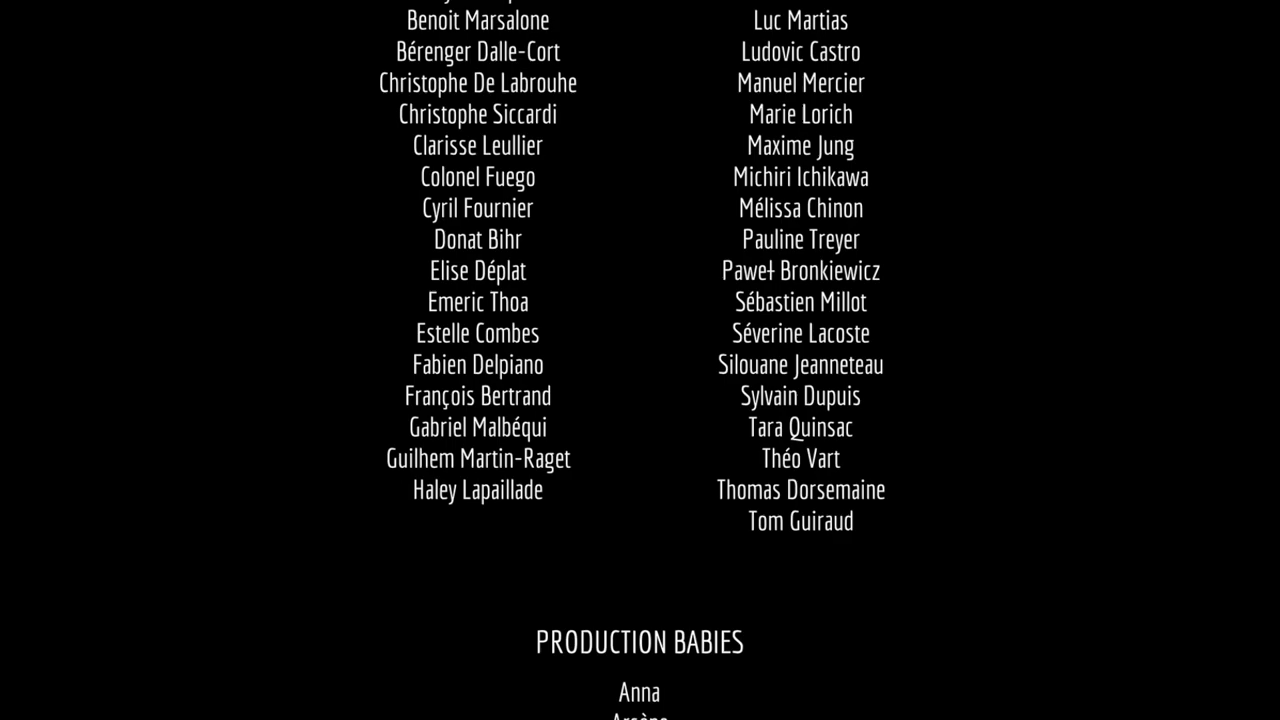 Benoit Marsalone
Bérenger Dalle-Cort
Christophe De Labrouhe
Christophe Siccardi
Clarisse Leullier
Colonel Fuego
Cyril Fournier
Donat Bihr
Elise Déplat
Emeric Thoa
Estelle Combes
Fabien Delpiano
François Bertrand
Gabriel Malbéqui
Guilhem Martin-Raget
Haley Lapaillade
Luc Martias
Ludovic Castro
Manuel Mercier
Marie Lorich
Maxime Jung
Michiri Ichikawa
Mélissa Chinon
Pauline Treyer
Paweł Bronkiewicz
Sébastien Millot
Séverine Lacoste
Silouane Jeanneteau
Sylvain Dupuis
Tara Quinsac
Théo Vart
Thomas Dorsemaine
Tom Guiraud
PRODUCTION BABIES
Anna